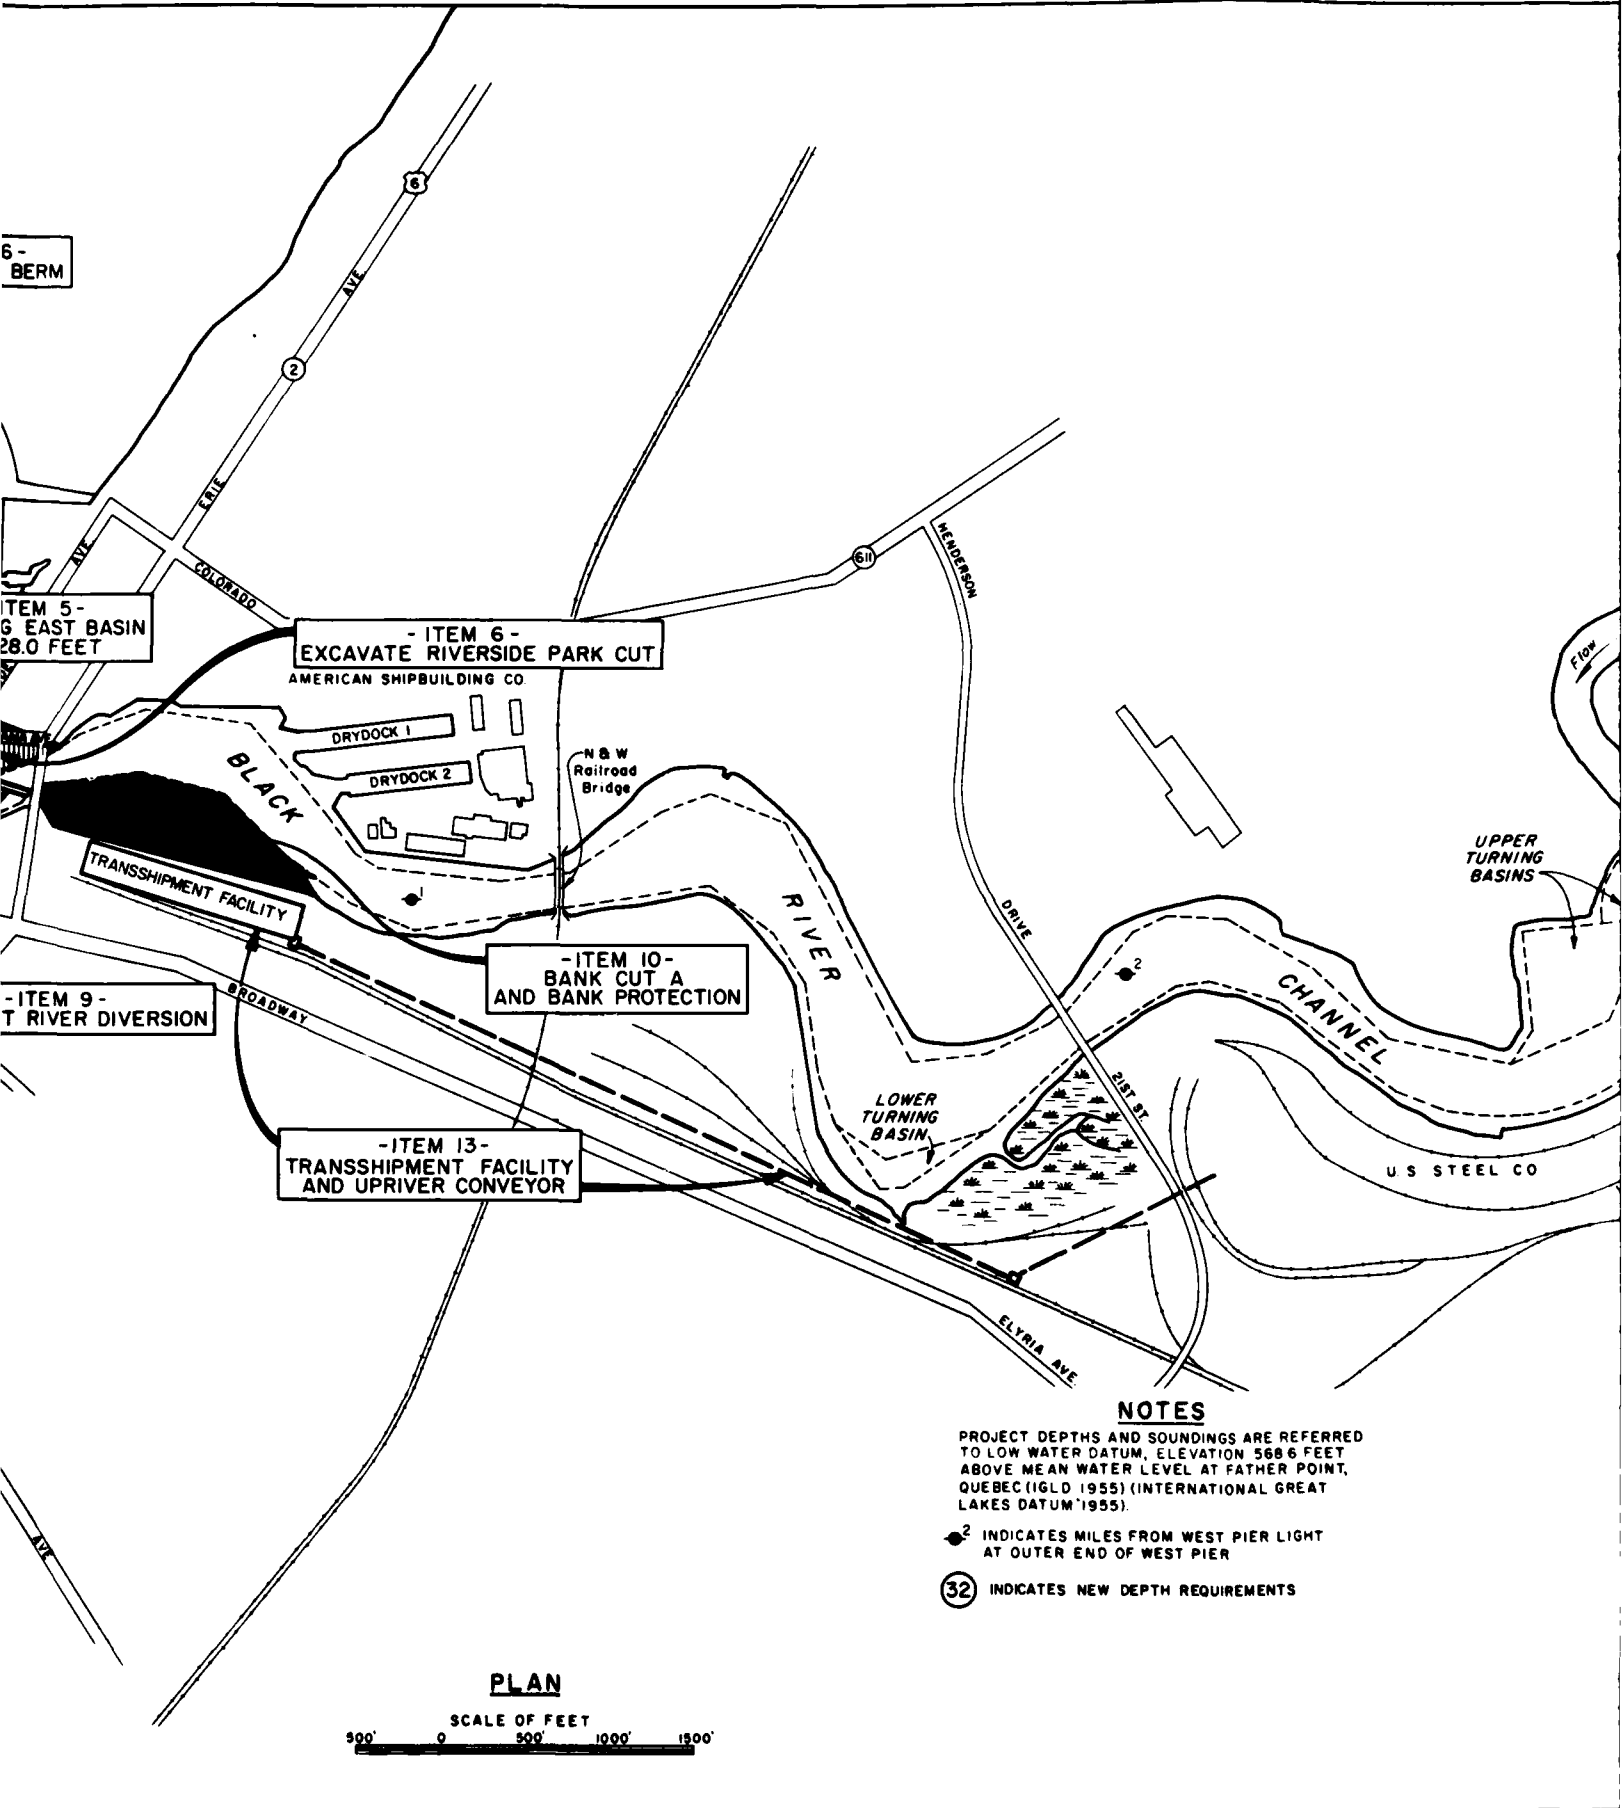 6
AVE.
2
6-
BERM
ERIE
AVE.
COLORADO
611
HENDERSON
ITEM 5-
G EAST BASIN
28.0 FEET
- ITEM 6 -
EXCAVATE RIVERSIDE PARK CUT
AMERICAN SHIPBUILDING CO.
Flow
DRYDOCK 1
DRYDOCK 2
N & W
Railroad
Bridge
BLACK
UPPER
TURNING
BASINS
TRANSSHIPMENT FACILITY
1
RIVER
DRIVE
2
CHANNEL
-ITEM 10-
BANK CUT A
AND BANK PROTECTION
-ITEM 9-
T RIVER DIVERSION
BROADWAY
21ST ST.
LOWER
TURNING
BASIN
-ITEM 13-
TRANSSHIPMENT FACILITY
AND UPRIVER CONVEYOR
U S STEEL CO
ELYRIA AVE.
NOTES
PROJECT DEPTHS AND SOUNDINGS ARE REFERRED
TO LOW WATER DATUM, ELEVATION 568 6 FEET
ABOVE MEAN WATER LEVEL AT FATHER POINT,
QUEBEC (IGLD 1955) (INTERNATIONAL GREAT
LAKES DATUM 1955).
2 INDICATES MILES FROM WEST PIER LIGHT
AT OUTER END OF WEST PIER
32 INDICATES NEW DEPTH REQUIREMENTS
AVE
PLAN
SCALE OF FEET
500' 0 500' 1000' 1500'